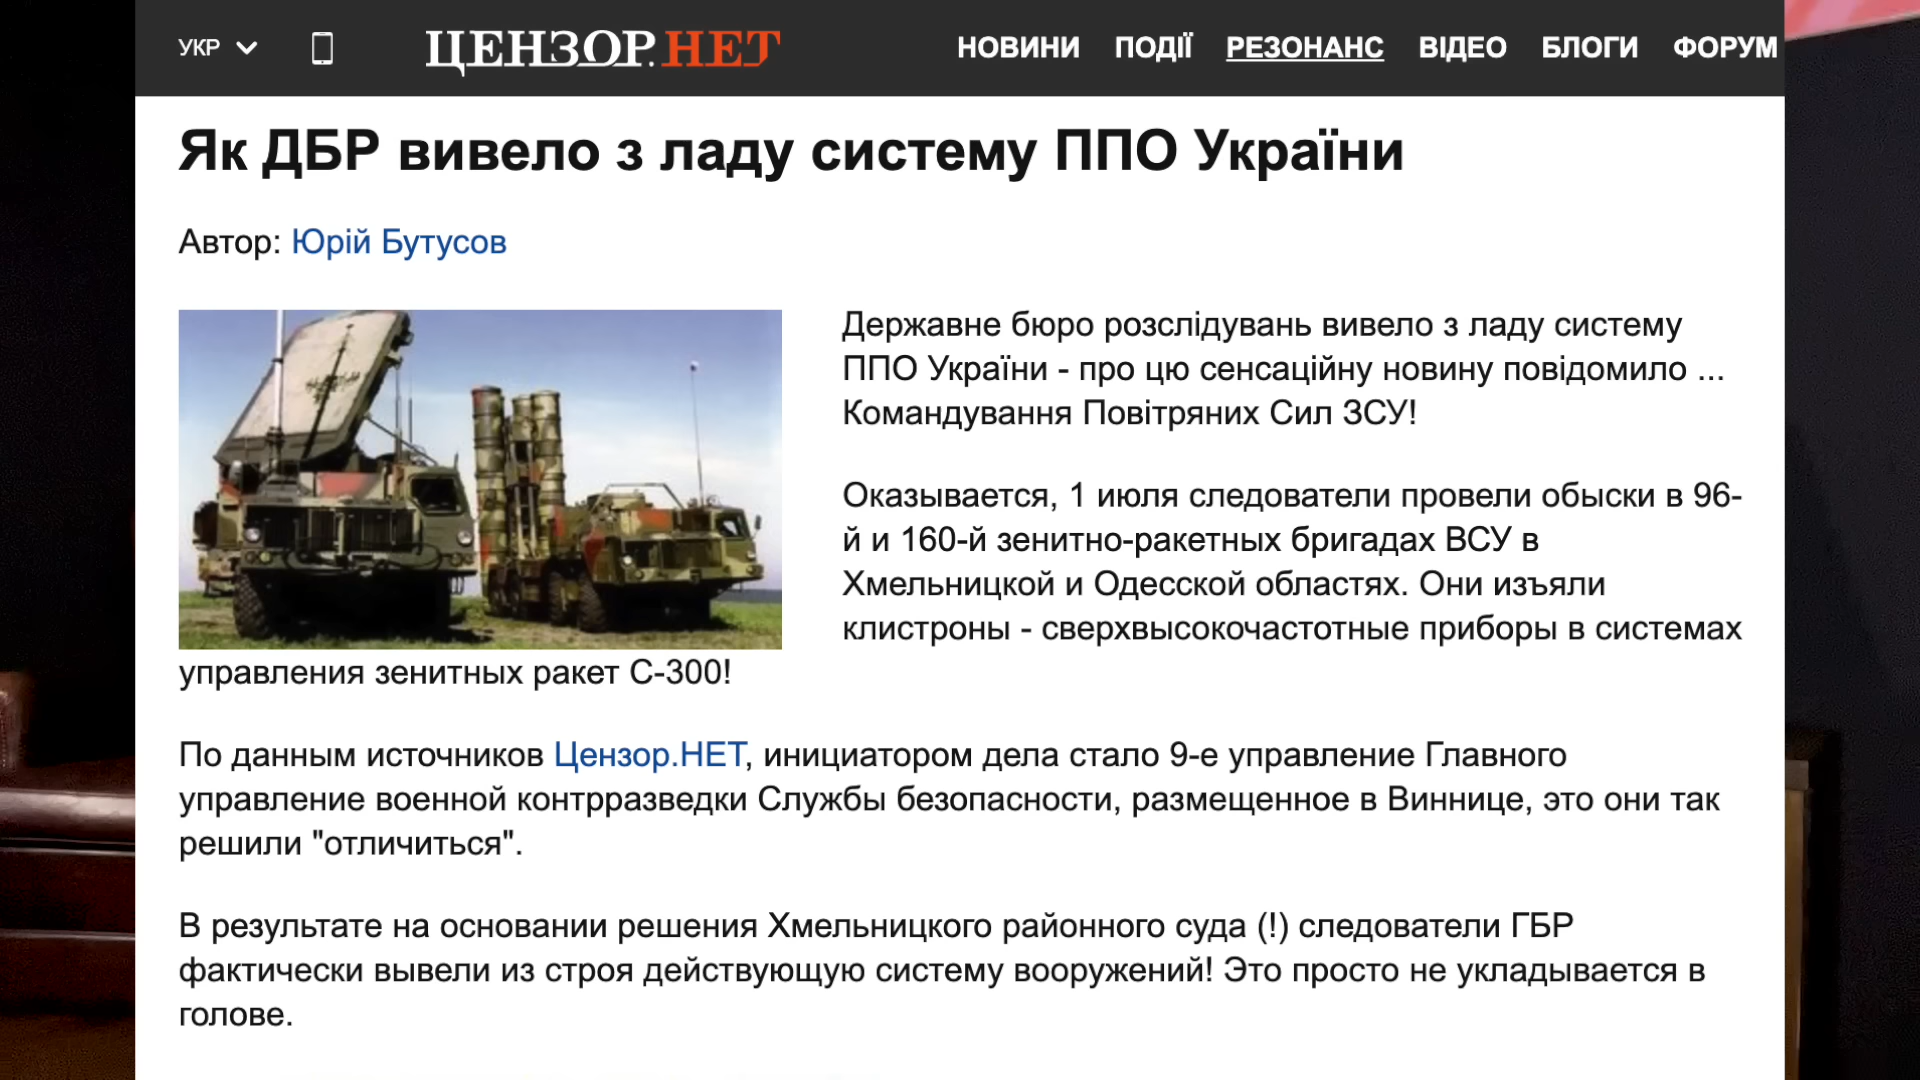 УКР
ЦЕНЗОР.НЕТ
НОВИНИ ПОДІЇ РЕЗОНАНС ВІДЕО БЛОГИ ФОРУМ
Як ДБР вивело з ладу систему ППО України
Автор: Юрій Бутусов
Державне бюро розслідувань вивело з ладу систему
ППО України - про цю сенсаційну новину повідомило ...
Командування Повітряних Сил ЗСУ!
Оказывается, 1 июля следователи провели обыски в 96-
й и 160-й зенитно-ракетных бригадах ВСУ в
Хмельницкой и Одесской областях. Они изъяли
клистроны - сверхвысокочастотные приборы в системах
управления зенитных ракет С-300!
По данным источников Цензор.НЕТ, инициатором дела стало 9-е управление Главного
управление военной контрразведки Службы безопасности, размещенное в Виннице, это они так
решили "отличиться".
В результате на основании решения Хмельницкого районного суда (!) следователи ГБР
фактически вывели из строя действующую систему вооружений! Это просто не укладывается в
голове.